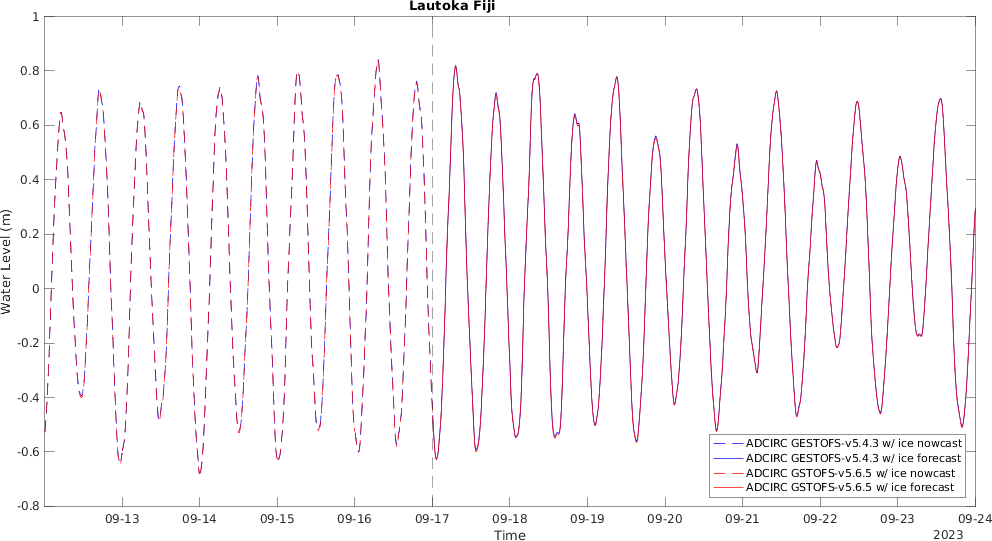 Lautoka Fiji
1
0.8
0.6
0.4
0.2
0
-0.2
-0.4
-0.6
-0.8
Water Level (m)
09-13 09-14 09-15 09-16 09-17 09-18 09-19 09-20 09-21 09-22 09-23 09-24
Time
2023
ADCIRC GESTOFS-v5.4.3 w/ ice nowcast
ADCIRC GESTOFS-v5.4.3 w/ ice forecast
ADCIRC GSTOFS-v5.6.5 w/ ice nowcast
ADCIRC GSTOFS-v5.6.5 w/ ice forecast